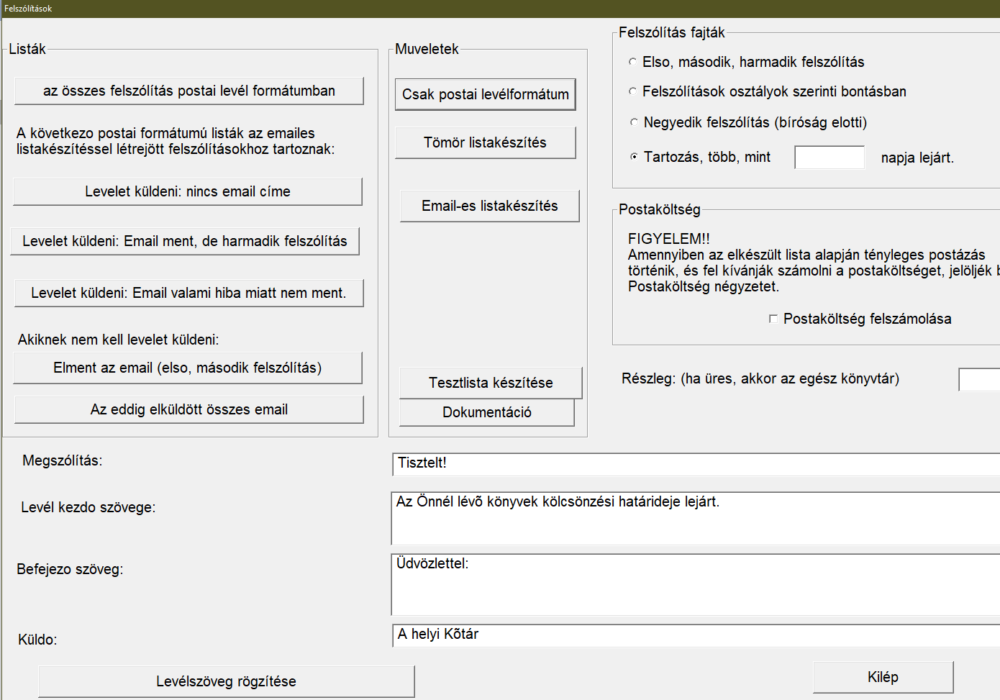 Felszólítások
Listák
az összes felszólítás postai levél formátumban
A következo postai formátumú listák az emailes
listakészítéssel létrejött felszólításokhoz tartoznak:
Levelet küldeni: nincs email címe
Levelet küldeni: Email ment, de harmadik felszólítás
Levelet küldeni: Email valami hiba miatt nem ment.
Akiknek nem kell levelet küldeni:
Elment az email (elso, második felszólítás)
Az eddig elküldött összes email
Muveletek
Csak postai levélformátum
Tömör listakészítés
Email-es listakészítés
Tesztlista készítése
Dokumentáció
Felszólítás fajták
Elso, második, harmadik felszólítás
Felszólítások osztályok szerinti bontásban
Negyedik felszólítás (bíróság elotti)
Tartozás, több, mint napja lejárt.
Postaköltség
FIGYELEM!!
Amennyiben az elkészült lista alapján tényleges postázás
történik, és fel kívánják számolni a postaköltséget, jelöljék
Postaköltség négyzetet.
Postaköltség felszámolása
Részleg: (ha üres, akkor az egész könyvtár)
Megszólítás:
Tisztelt!
Levél kezdo szövege:
Az Önnél lévõ könyvek kölcsönzési határideje lejárt.
Befejezo szöveg:
Üdvözlettel:
Küldo:
A helyi Kõtár
Levélszöveg rögzítése
Kilép